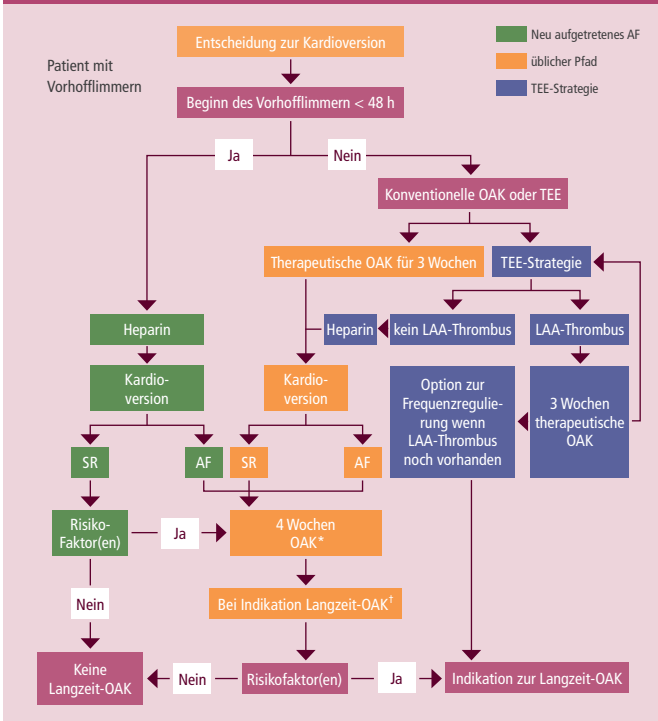 Entscheidung zur Kardioversion
Neu aufgetretenes AF
üblicher Pfad
TEE-Strategie
Patient mit
Vorhofflimmern
Beginn des Vorhofflimmern < 48 h
Ja
Nein
Konventionelle OAK oder TEE
Therapeutische OAK für 3 Wochen
TEE-Strategie
Heparin
Heparin
kein LAA-Thrombus
LAA-Thrombus
Kardio-
version
Kardio-
version
Option zur
Frequenzregulie-
rung wenn
LAA-Thrombus
noch vorhanden
3 Wochen
therapeutische
OAK
SR
AF
SR
AF
Risiko-
Faktor(en)
Ja
4 Wochen
OAK*
Nein
Bei Indikation Langzeit-OAK†
Keine
Langzeit-OAK
Nein
Risikofaktor(en)
Ja
Indikation zur Langzeit-OAK